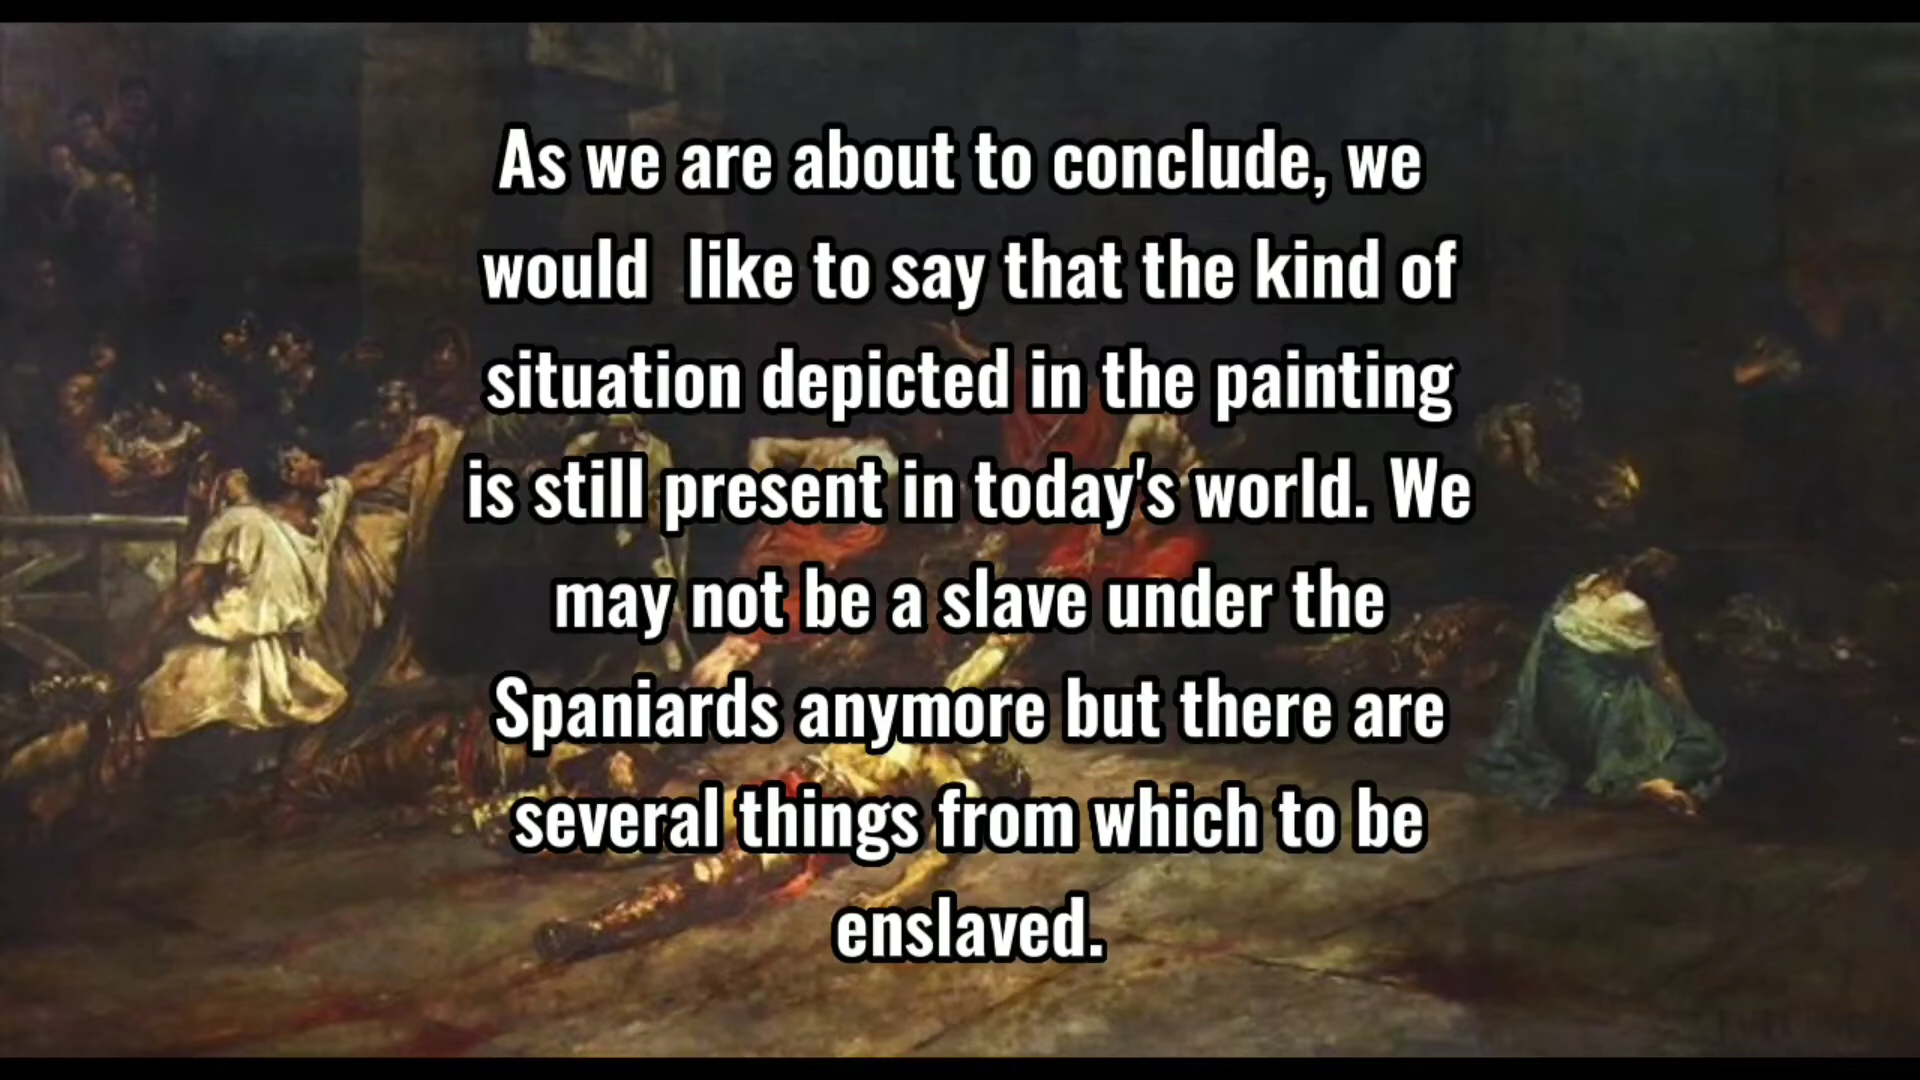 As we are about to conclude, we
would  like to say that the kind of
situation depicted in the painting
is still present in today's world. We
may not be a slave under the
Spaniards anymore but there are
several things from which to be
enslaved.